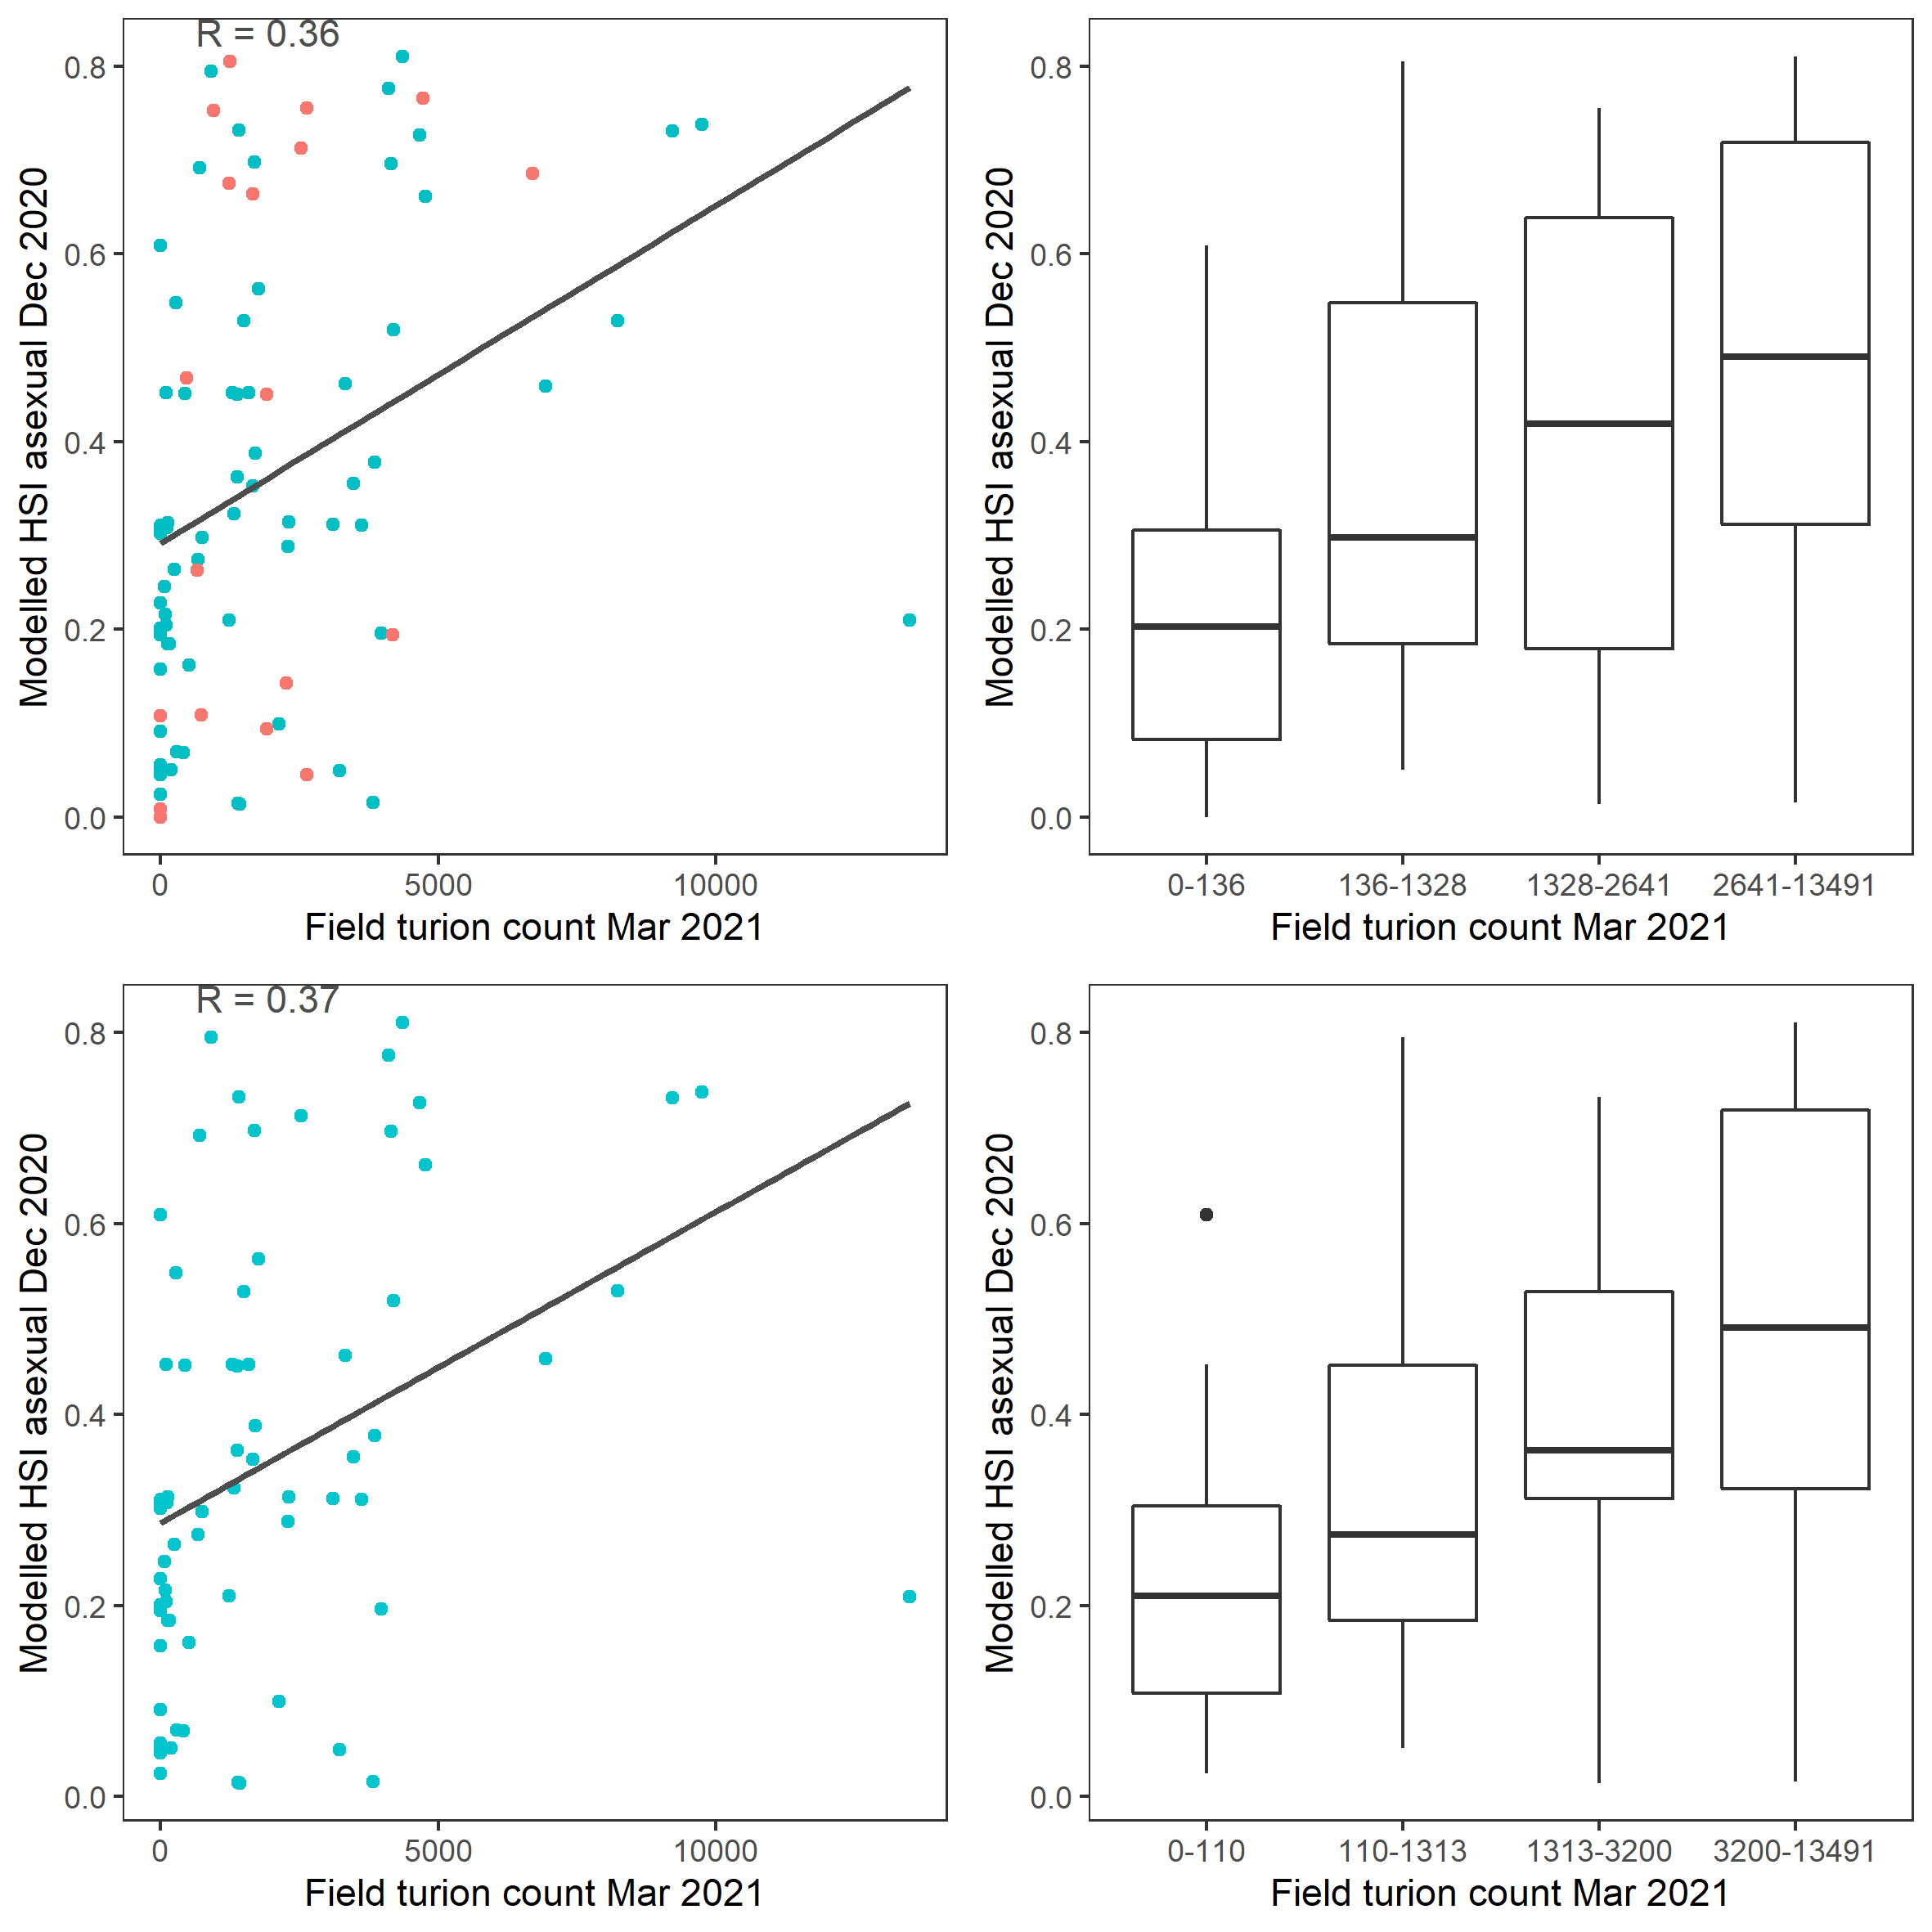 R = 0.36
Modelled HSI asexual Dec 2020
0.8
0.6
0.4
0.2
0.0
0 5000 10000
Field turion count Mar 2021
Modelled HSI asexual Dec 2020
0.8
0.6
0.4
0.2
0.0
0-136 136-1328 1328-2641 2641-13491
Field turion count Mar 2021
R = 0.37
Modelled HSI asexual Dec 2020
0.8
0.6
0.4
0.2
0.0
0 5000 10000
Field turion count Mar 2021
Modelled HSI asexual Dec 2020
0.8
0.6
0.4
0.2
0.0
0-110 110-1313 1313-3200 3200-13491
Field turion count Mar 2021